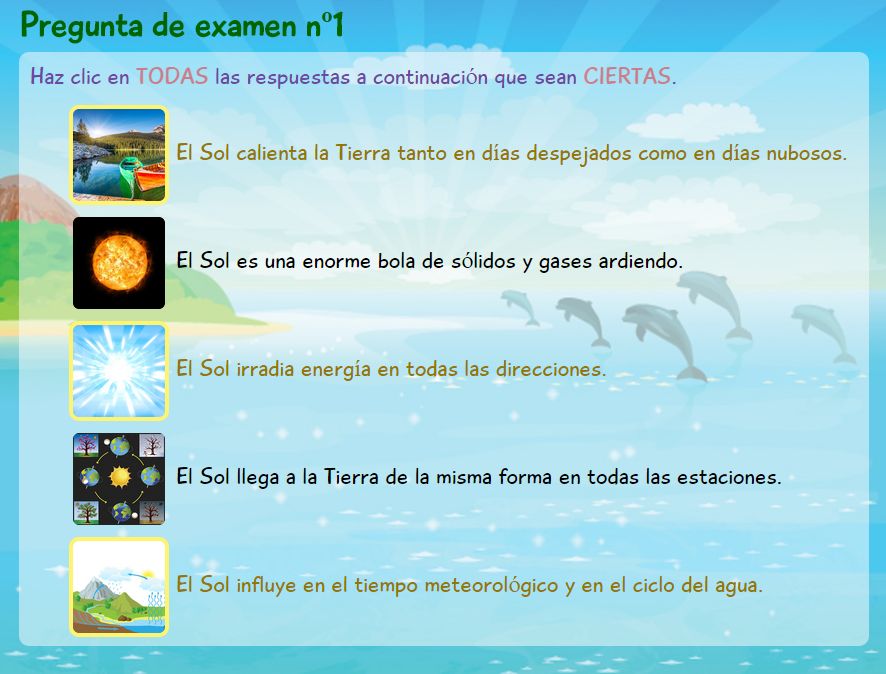 Pregunta de examen nº1
Haz clic en TODAS las respuestas a continuación que sean CIERTAS.
El Sol calienta la Tierra tanto en días despejados como en días nubosos.
El Sol es una enorme bola de sólidos y gases ardiendo.
El Sol irradia energía en todas las direcciones.
El Sol llega a la Tierra de la misma forma en todas las estaciones.
El Sol influye en el tiempo meteorológico y en el ciclo del agua.